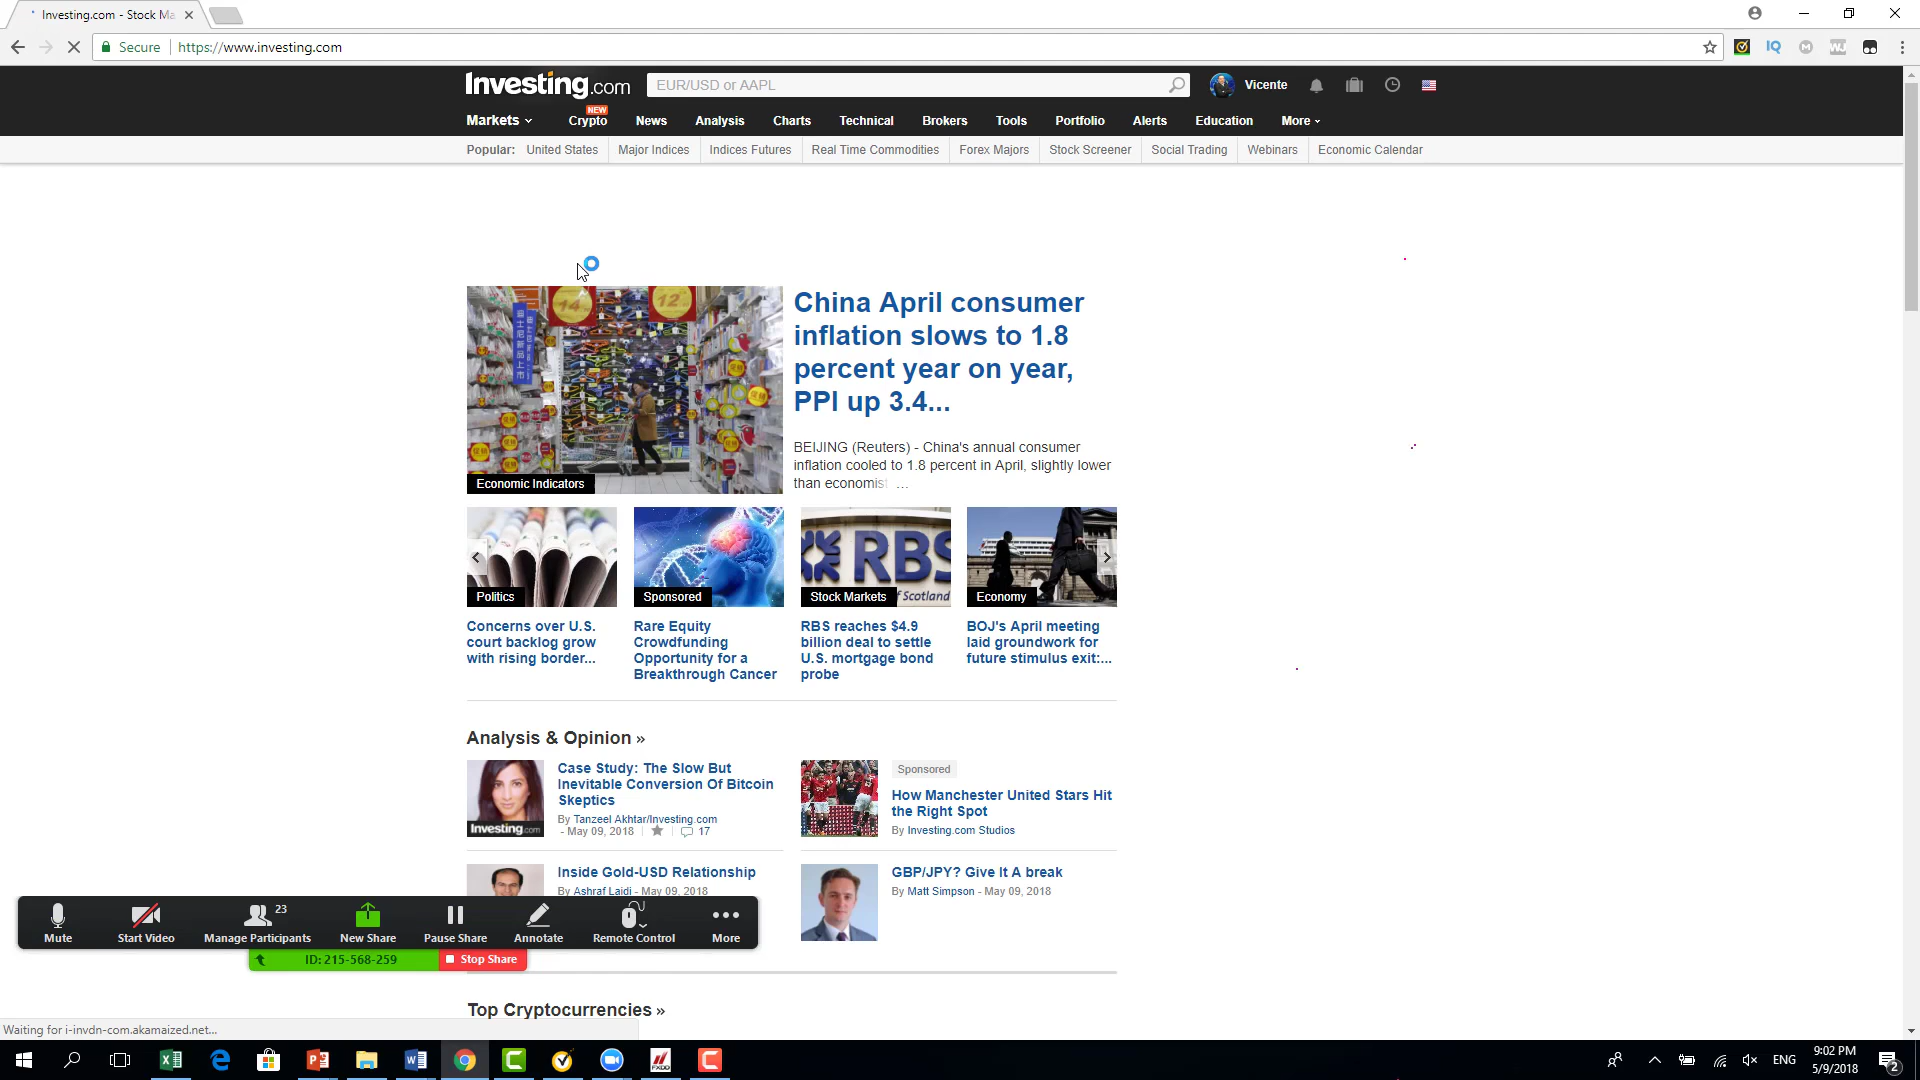 Investing.com - Stock Ma
Secure
https://www.investing.com
IQ
M
WJ
Investing.com
EUR/USD or AAPL
Vicente
Markets
NEW
Crypto
News
Analysis
Charts
Technical
Brokers
Tools
Portfolio
Alerts
Education
More
Popular:
United States
Major Indices
Indices Futures
Real Time Commodities
Forex Majors
Stock Screener
Social Trading
Webinars
Economic Calendar
14
12
Economic Indicators
China April consumer
inflation slows to 1.8
percent year on year,
PPI up 3.4...
BEIJING (Reuters) - China's annual consumer
inflation cooled to 1.8 percent in April, slightly lower
than economist ...
Politics
Concerns over U.S.
court backlog grow
with rising border...
Sponsored
Rare Equity
Crowdfunding
Opportunity for a
Breakthrough Cancer
RBS
of Scotland
Stock Markets
RBS reaches $4.9
billion deal to settle
U.S. mortgage bond
probe
Economy
BOJ's April meeting
laid groundwork for
future stimulus exit:...
Analysis & Opinion »
Investing.com
Case Study: The Slow But
Inevitable Conversion Of Bitcoin
Skeptics
By Tanzeel Akhtar/Investing.com
- May 09, 2018
17
Sponsored
How Manchester United Stars Hit
the Right Spot
By Investing.com Studios
Inside Gold-USD Relationship
By Ashraf Laidi - May 09, 2018
GBP/JPY? Give It A break
By Matt Simpson - May 09, 2018
Mute
Start Video
23
Manage Participants
New Share
Pause Share
Annotate
Remote Control
More
ID: 215-568-259
Stop Share
Top Cryptocurrencies »
Waiting for i-invdn-com.akamaized.net...
FXDD
ENG
9:02 PM
5/9/2018
2